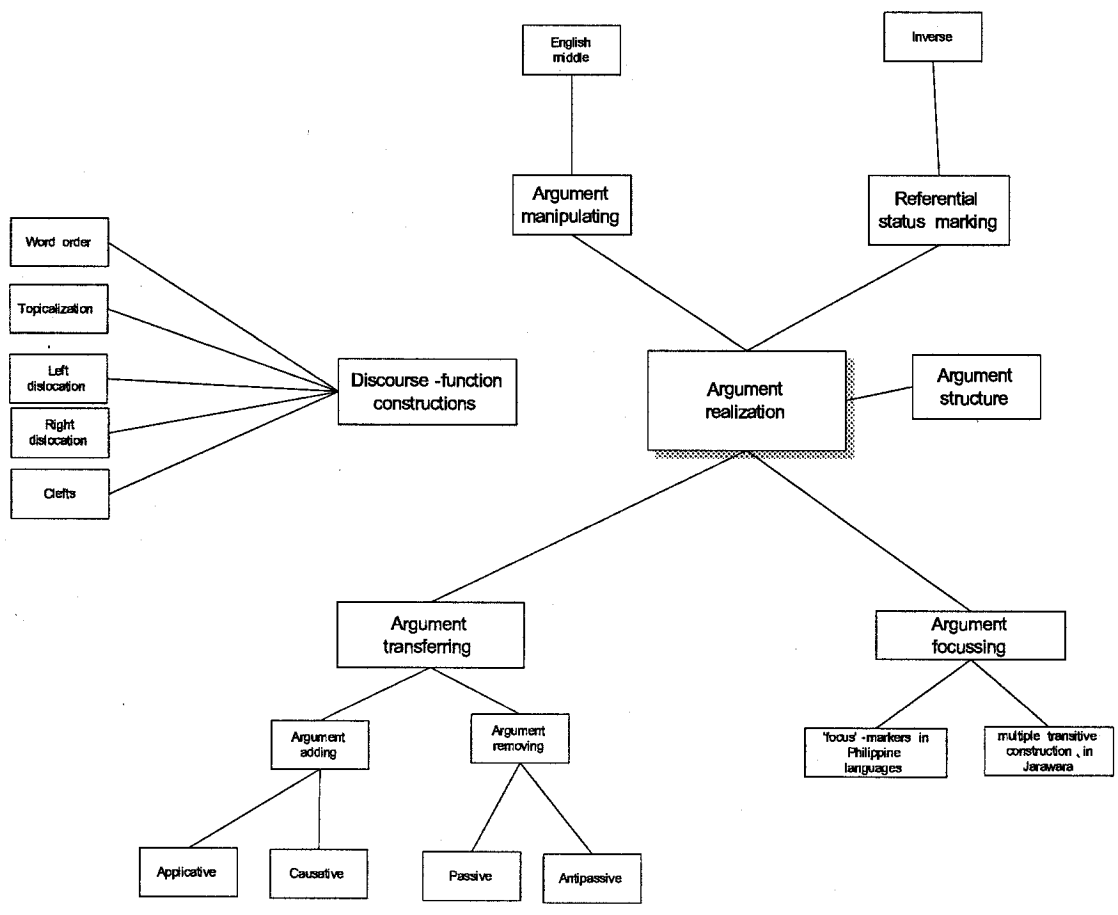 English
middle
Inverse
Argument
manipulating
Referential
status marking
Word order
Topicalization
Left
dislocation
Right
dislocation
Clefts
Discourse -function
constructions
Argument
realization
Argument
structure
Argument
transferring
Argument
focussing
Argument
adding
Argument
removing
'focus' -markers in
Philippine
languages
multiple transitive
construction, in
Jarawara
Applicative
Causative
Passive
Antipassive